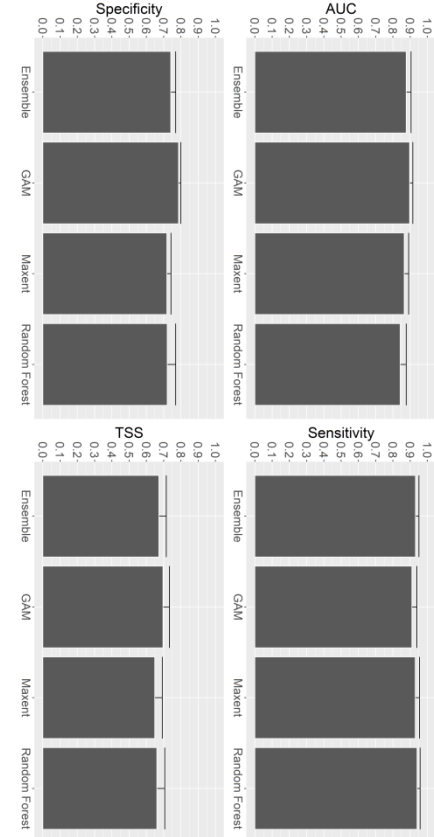 AUC
1.0
0.9
0.8
0.7
0.6
0.5
0.4
0.3
0.2
0.1
0.0
Ensemble
GAM
Maxent
Random Forest
Sensitivity
1.0
0.9
0.8
0.7
0.6
0.5
0.4
0.3
0.2
0.1
0.0
Ensemble
GAM
Maxent
Random Forest
Specificity
1.0
0.9
0.8
0.7
0.6
0.5
0.4
0.3
0.2
0.1
0.0
Ensemble
GAM
Maxent
Random Forest
TSS
1.0
0.9
0.8
0.7
0.6
0.5
0.4
0.3
0.2
0.1
0.0
Ensemble
GAM
Maxent
Random Forest